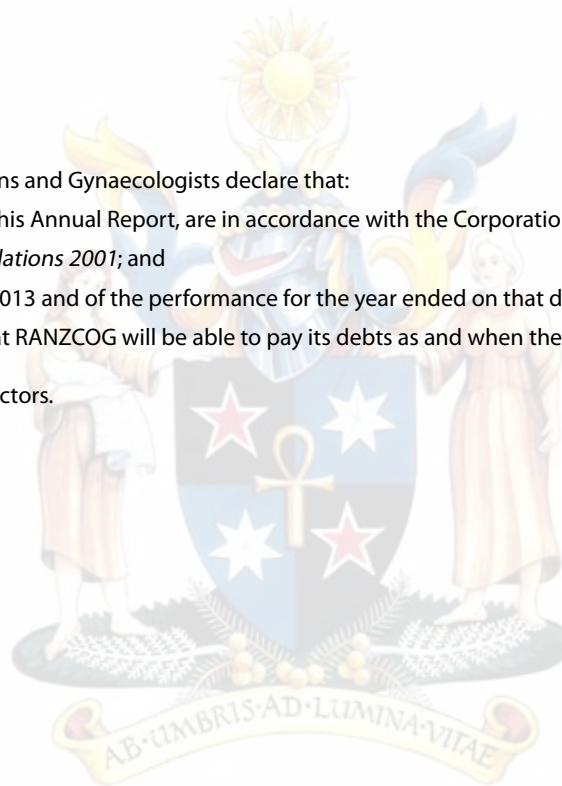 ns and Gynaecologists declare that:
his Annual Report, are in accordance with the Corporatio
lations 2001; and
013 and of the performance for the year ended on that d
t RANZCOG will be able to pay its debts as and when the
ctors.
AB·UMBRIS·AD·LUMINA·VITAE